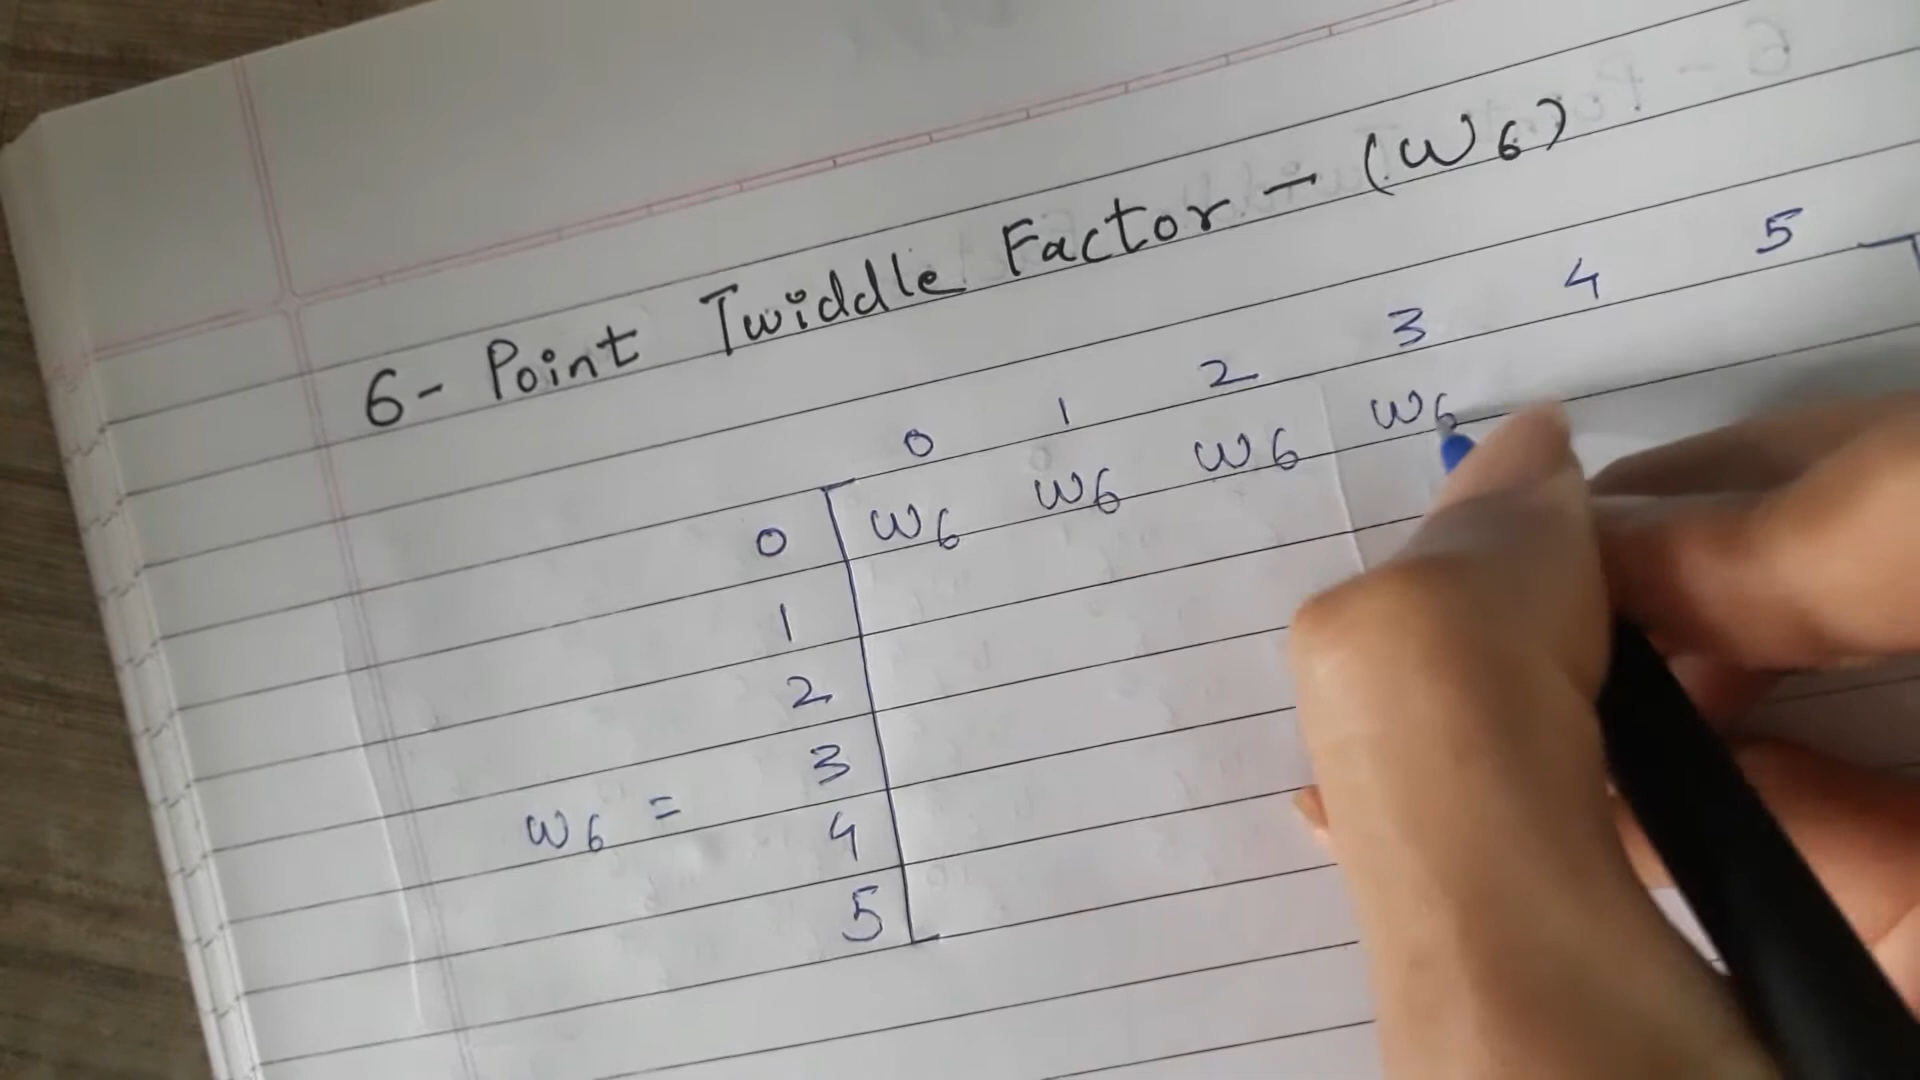 6- Point Twiddle Factor - (W6)
0 1 2 3 4 5
0 W6 W6 W6 W6
1
2
3
W6 = 4
5